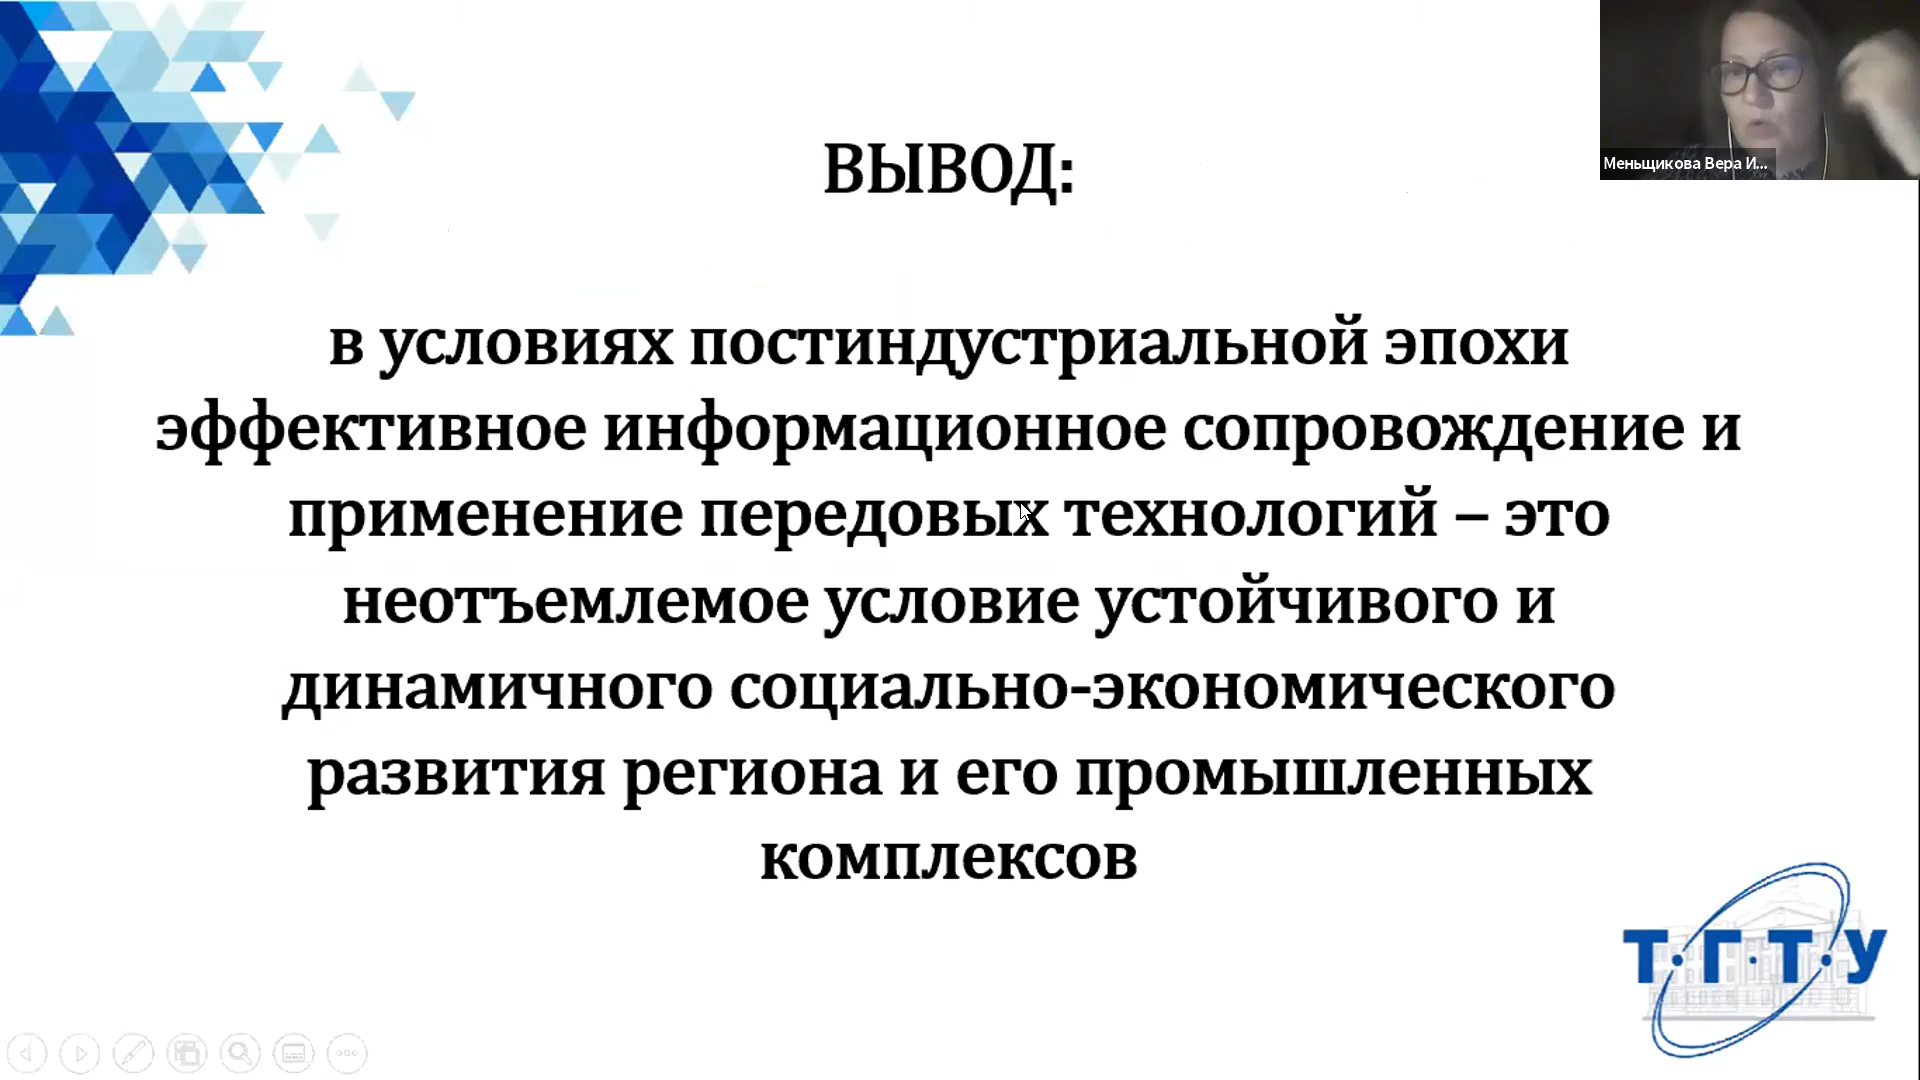 Меньщикова Вера И...
ВЫВОД:
в условиях постиндустриальной эпохи
эффективное информационное сопровождение и
применение передовых технологий – это
неотъемлемое условие устойчивого и
динамичного социально-экономического
развития региона и его промышленных
комплексов
Т·Г·Т·У